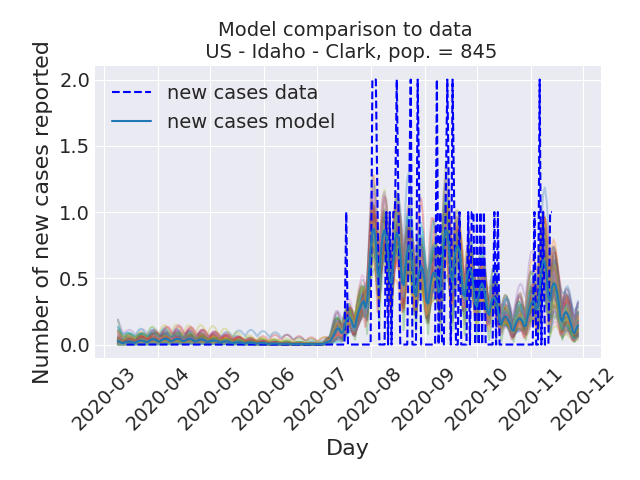 Model comparison to data
US - Idaho - Clark, pop. = 845
new cases data
new cases model
Number of new cases reported
2.0
1.5
1.0
0.5
0.0
2020-03
2020-04
2020-05
2020-06
2020-07
2020-08
2020-09
2020-10
2020-11
2020-12
Day